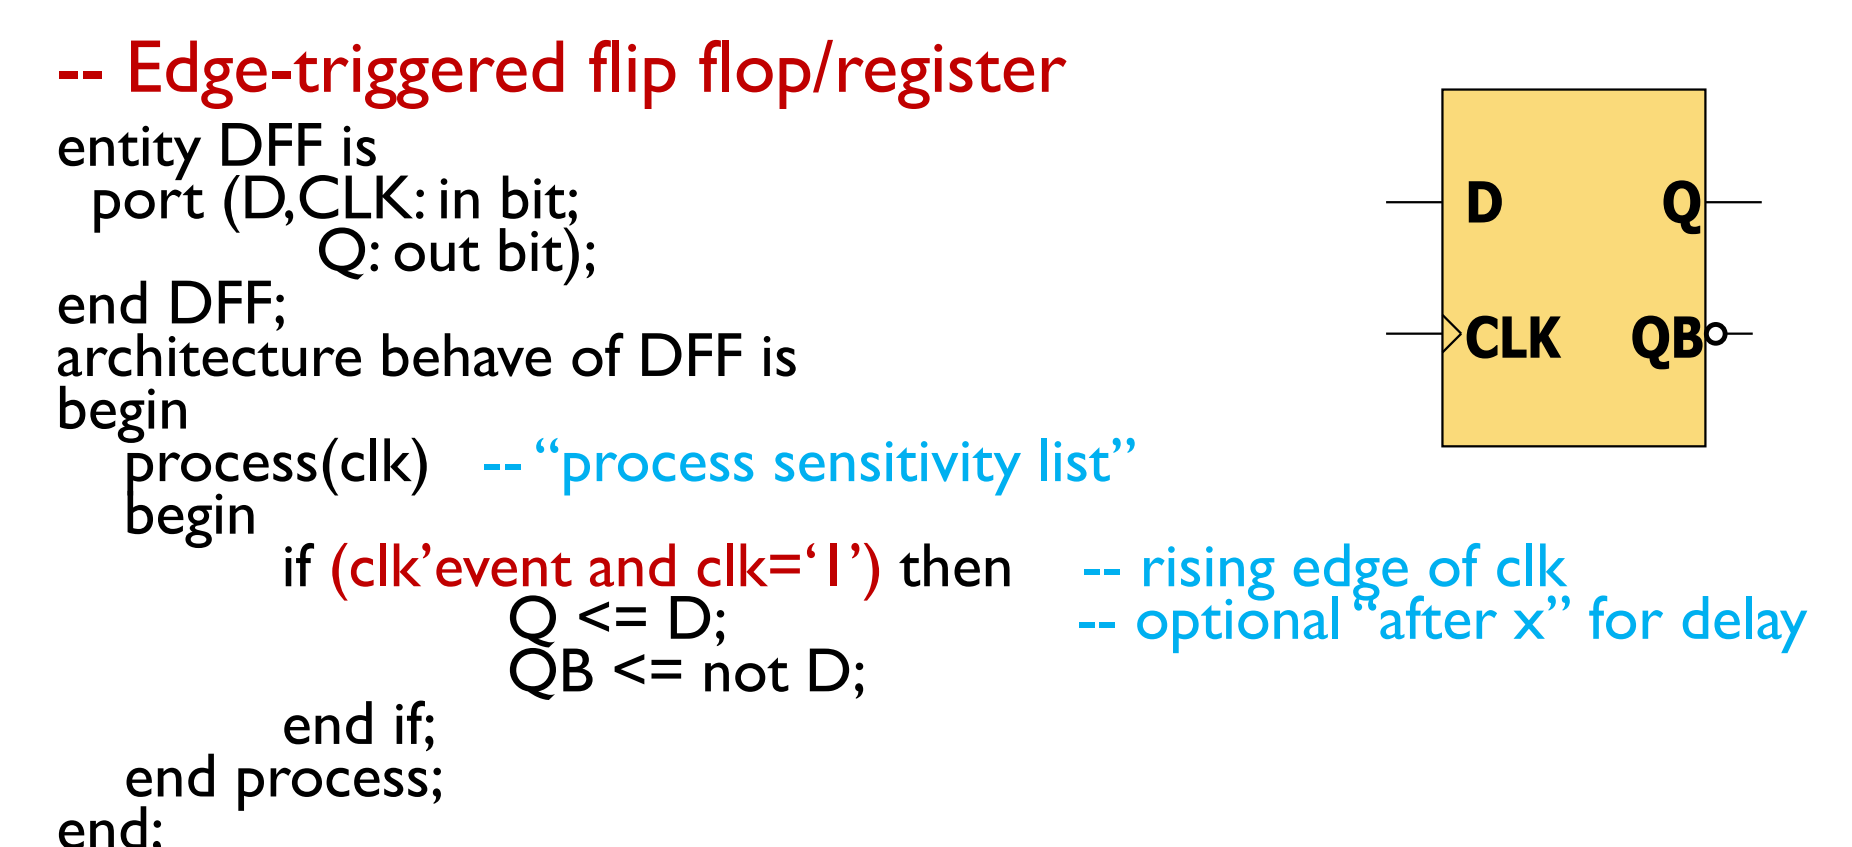 -- Edge-triggered flip flop/register
entity DFF is
port (D,CLK: in bit;
Q: out bit);
end DFF;
architecture behave of DFF is
begin
process(clk) -- “process sensitivity list”
begin
if (clk’event and clk=‘1’) then -- rising edge of clk
Q <= D; -- optional “after x” for delay
QB <= not D;
end if;
end process;
end;
D Q
CLK QB